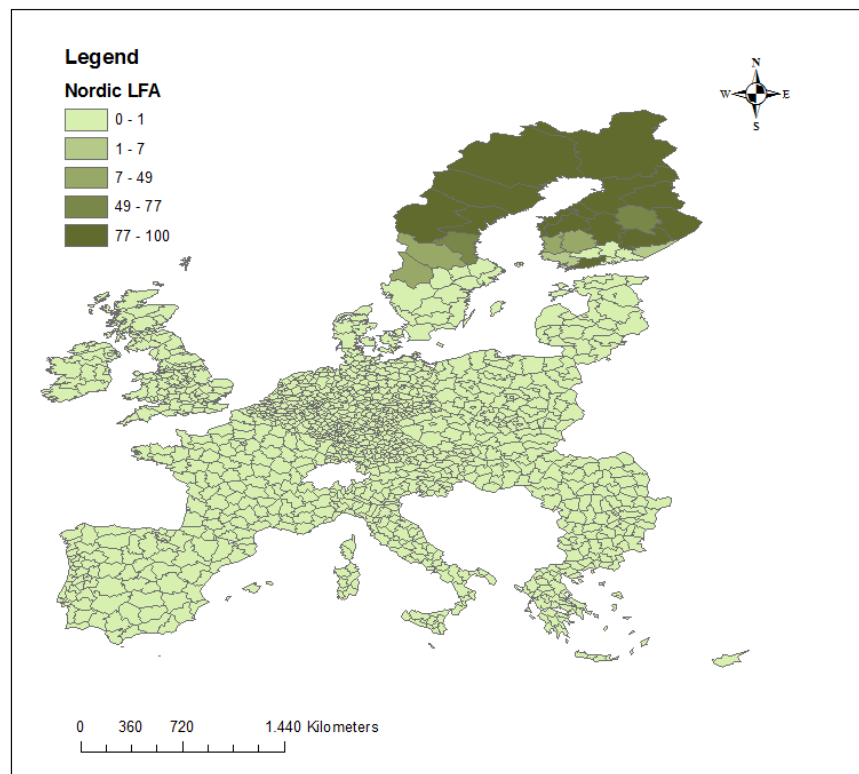 Legend
Nordic LFA
0 - 1
1 - 7
7 - 49
49 - 77
77 - 100
N
W E
S
0 360 720 1.440 Kilometers